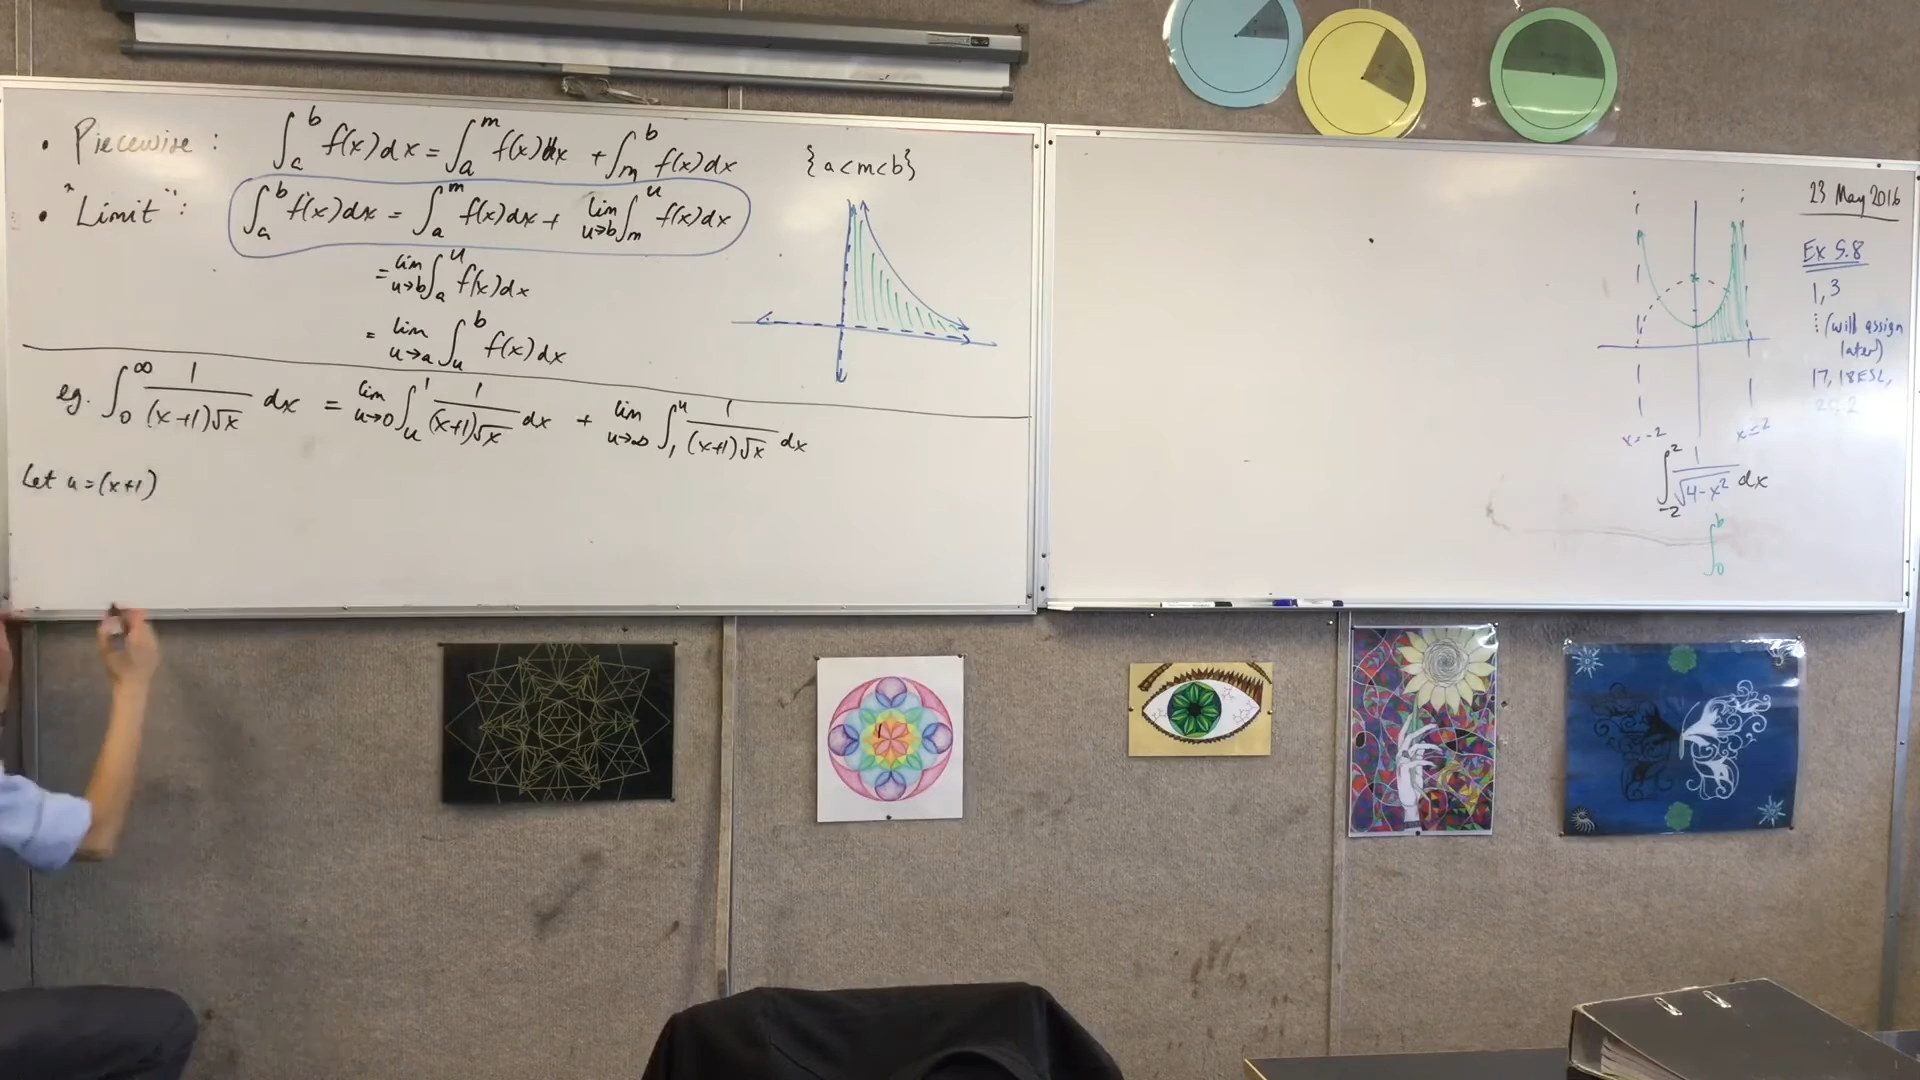 • Piecewise : ∫_a^b f(x)dx = ∫_a^m f(x)dx + ∫_m^b f(x)dx {a<m<b}
• "Limit" : ∫_a^b f(x)dx = ∫_a^m f(x)dx + lim_{u→b} ∫_m^u f(x)dx
= lim_{u→b} ∫_a^u f(x)dx
= lim_{u→a} ∫_u^b f(x)dx
eg. ∫_0^∞ 1/((x+1)√x) dx = lim_{u→0} ∫_u^1 1/((x+1)√x) dx + lim_{u→∞} ∫_1^u 1/((x+1)√x) dx
Let u = (x+1)
23 May 2016
Ex 5.8
1, 3
⋮ (will assign
later)
17, 18ESL,
x=-2
x=2
∫_{-2}^2 1/√(4-x²) dx
∫_0^b